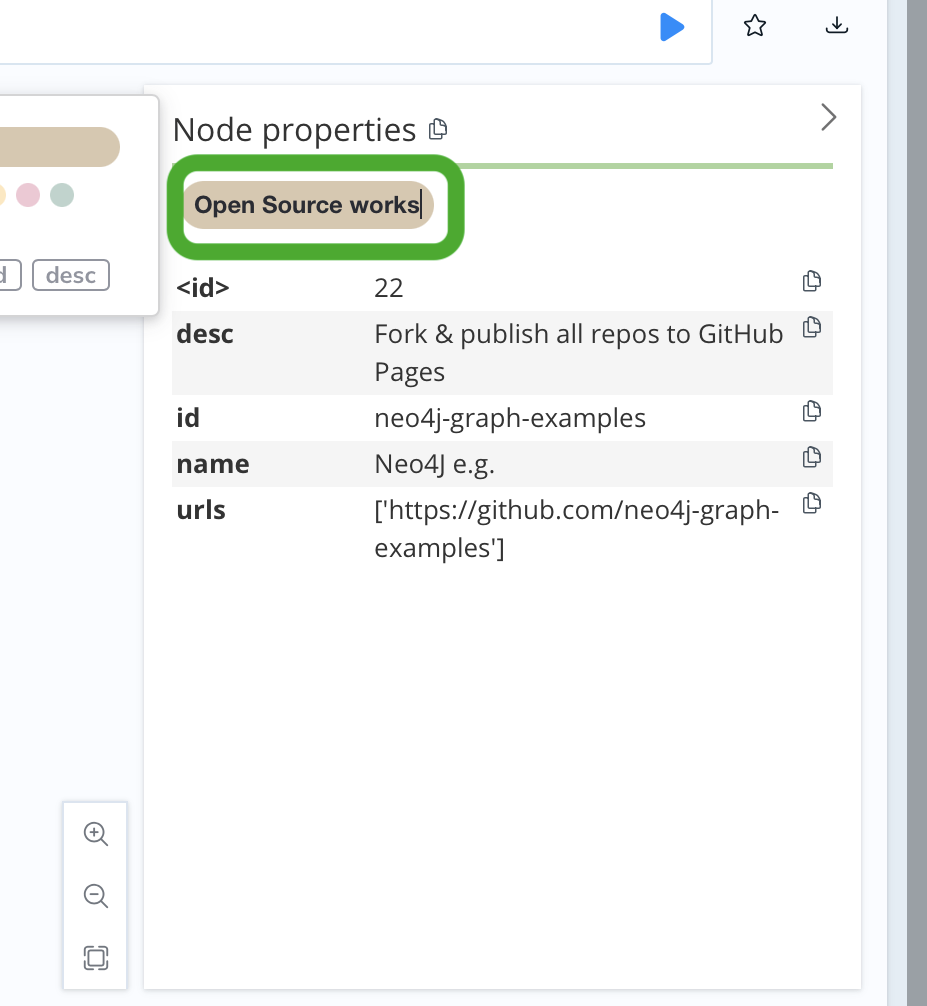 Node properties
Open Source works
d desc
<id> 22
desc Fork & publish all repos to GitHub
Pages
id neo4j-graph-examples
name Neo4J e.g.
urls ['https://github.com/neo4j-graph-
examples']